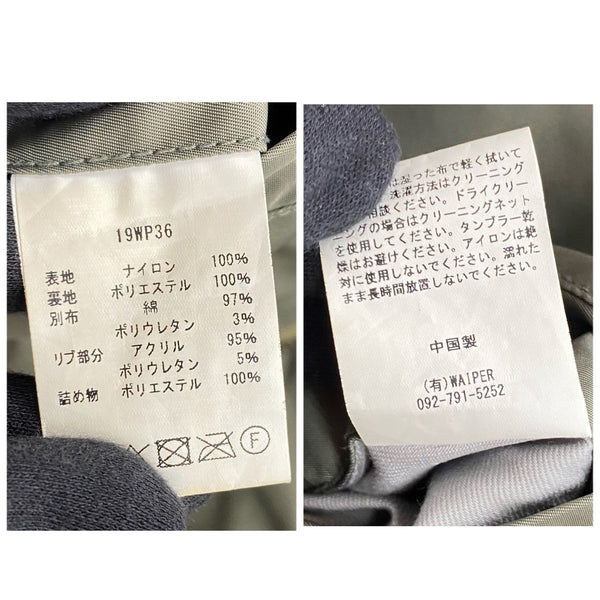 19WP36
表地 ナイロン 100%
裏地 ポリエステル 100%
別布 綿 97%
ポリウレタン 3%
リブ部分 アクリル 95%
ポリウレタン 5%
詰め物 ポリエステル 100%
F
湿った布で軽く拭いて
洗濯方法はクリーニング
相談ください。ドライクリー
ニングの場合はクリーニングネット
を使用してください。タンブラー乾
燥はお避けください。アイロンは絶
対に使用しないでください。濡れた
まま長時間放置しないでください。
中国製
(有)WAIPER
092-791-5252